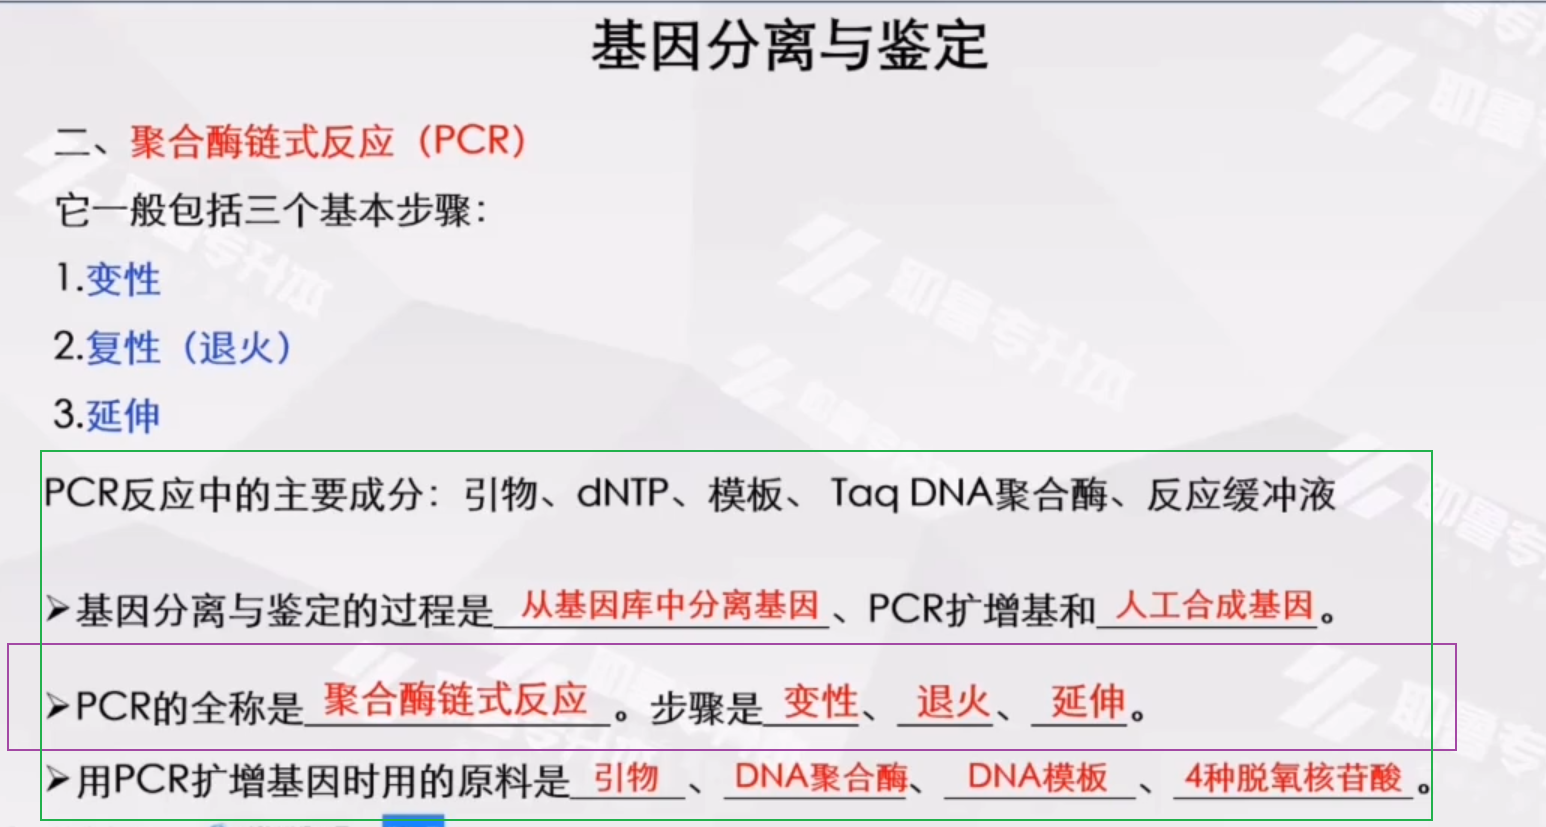 基因分离与鉴定
二、聚合酶链式反应（PCR）
它一般包括三个基本步骤：
1.变性
2.复性（退火）
3.延伸
PCR反应中的主要成分：引物、dNTP、模板、Taq DNA聚合酶、反应缓冲液
➢基因分离与鉴定的过程是 从基因库中分离基因 、PCR扩增基和 人工合成基因 。
➢PCR的全称是 聚合酶链式反应 。步骤是 变性 、 退火 、 延伸 。
➢用PCR扩增基因时用的原料是 引物 、 DNA聚合酶 、 DNA模板 、 4种脱氧核苷酸 。